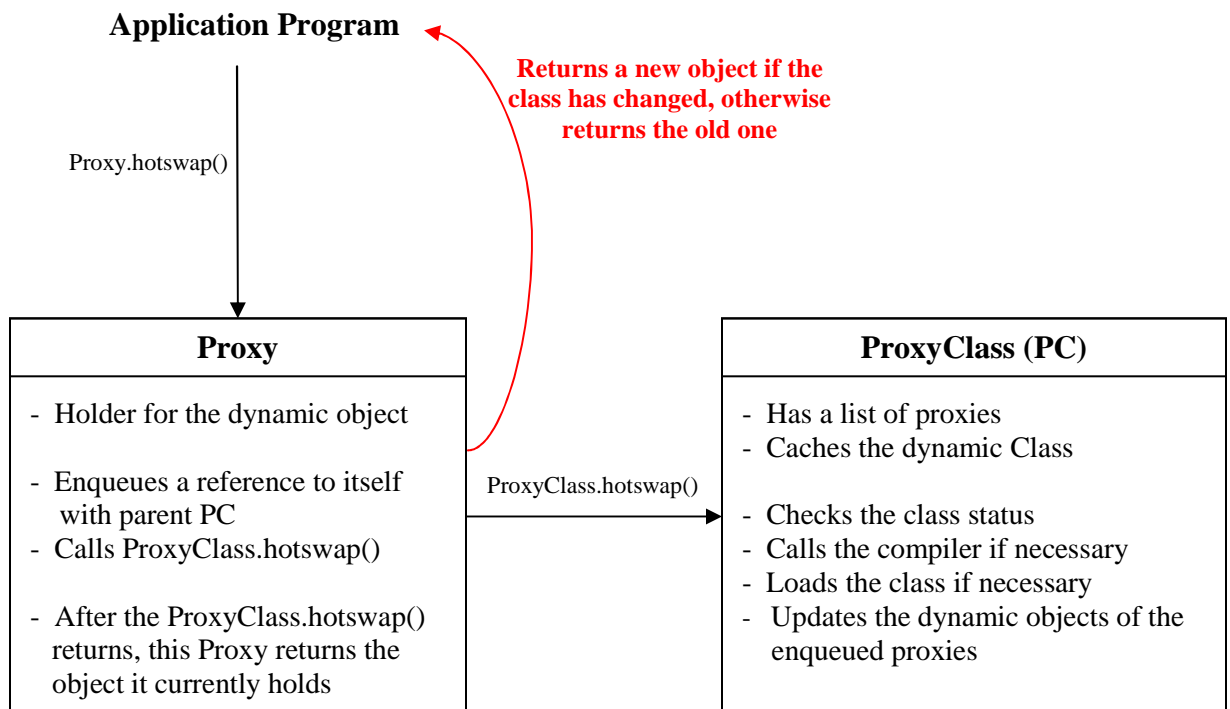 Application Program
Returns a new object if the
class has changed, otherwise
returns the old one
Proxy.hotswap()
Proxy
- Holder for the dynamic object
- Enqueues a reference to itself
with parent PC
- Calls ProxyClass.hotswap()
- After the ProxyClass.hotswap()
returns, this Proxy returns the
object it currently holds
ProxyClass.hotswap()
ProxyClass (PC)
- Has a list of proxies
- Caches the dynamic Class
- Checks the class status
- Calls the compiler if necessary
- Loads the class if necessary
- Updates the dynamic objects of the
enqueued proxies